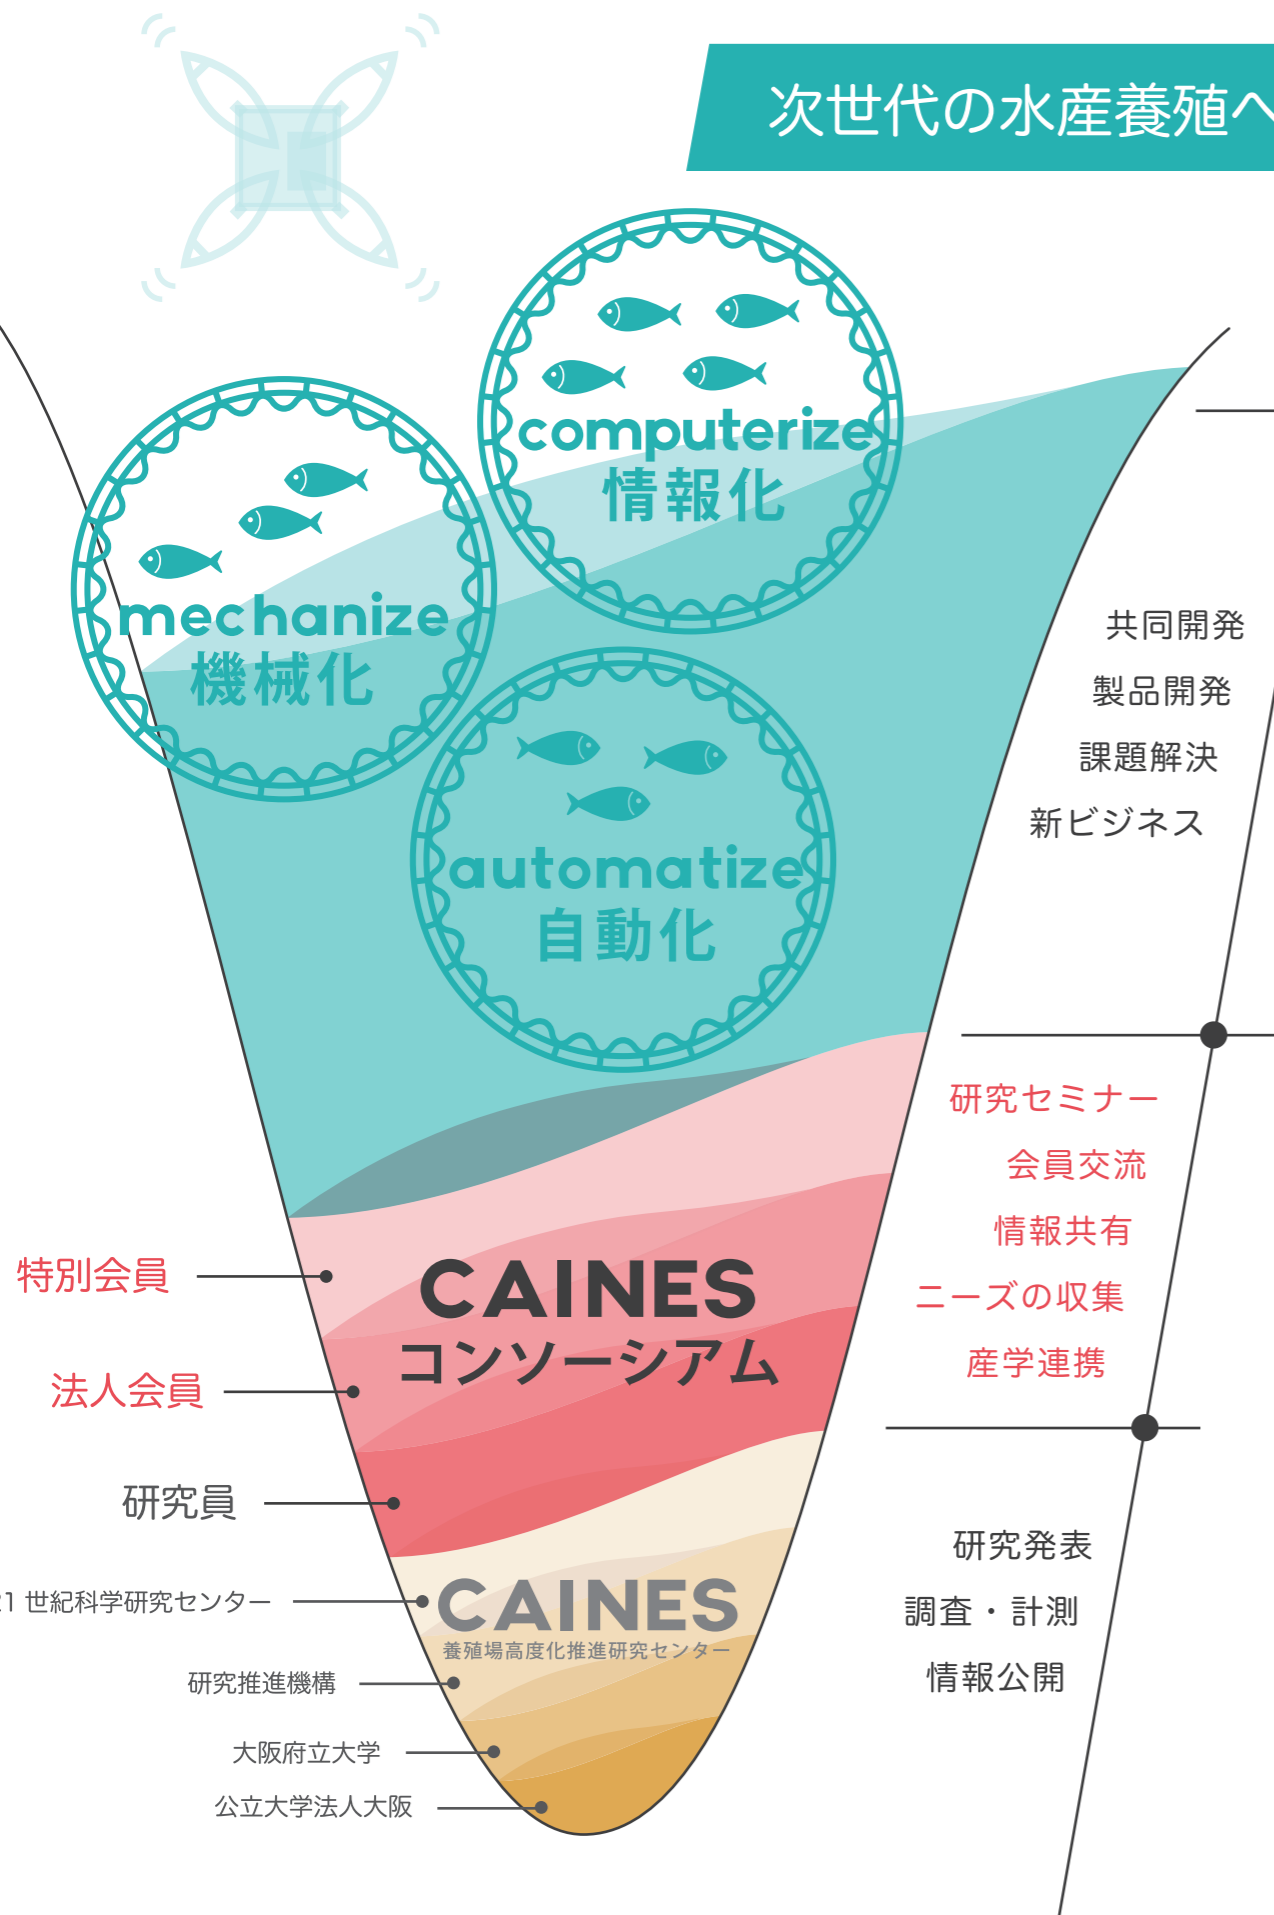 次世代の水産養殖へ
computerize
情報化
mechanize
機械化
automatize
自動化
共同開発
製品開発
課題解決
新ビジネス
研究セミナー
会員交流
情報共有
ニーズの収集
産学連携
特別会員
法人会員
研究員
CAINES
コンソーシアム
21 世紀科学研究センター
研究推進機構
大阪府立大学
公立大学法人大阪
CAINES
養殖場高度化推進研究センター
研究発表
調査・計測
情報公開